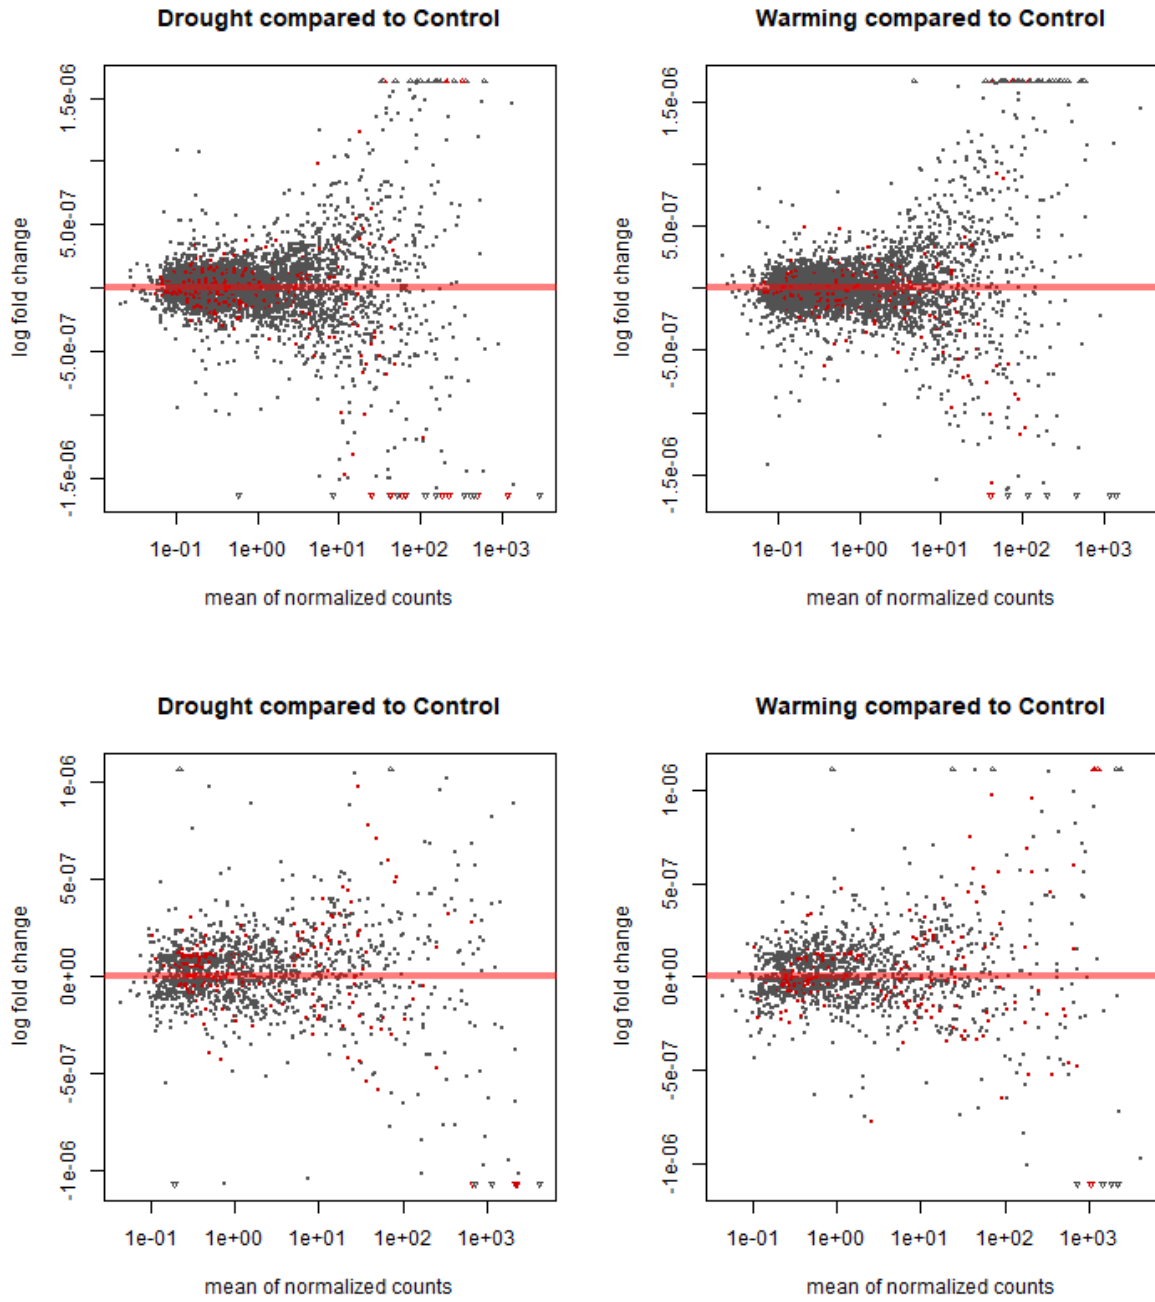 Drought compared to Control
Warming compared to Control
log fold change
-1.5e-06
-5.0e-07
5.0e-07
1.5e-06
1e-01 1e+00 1e+01 1e+02 1e+03
mean of normalized counts
log fold change
-1.5e-06
-5.0e-07
5.0e-07
1.5e-06
1e-01 1e+00 1e+01 1e+02 1e+03
mean of normalized counts
Drought compared to Control
Warming compared to Control
log fold change
-1e-06
-5e-07
0e+00
5e-07
1e-06
1e-01 1e+00 1e+01 1e+02 1e+03
mean of normalized counts
log fold change
-1e-06
-5e-07
0e+00
5e-07
1e-06
1e-01 1e+00 1e+01 1e+02 1e+03
mean of normalized counts